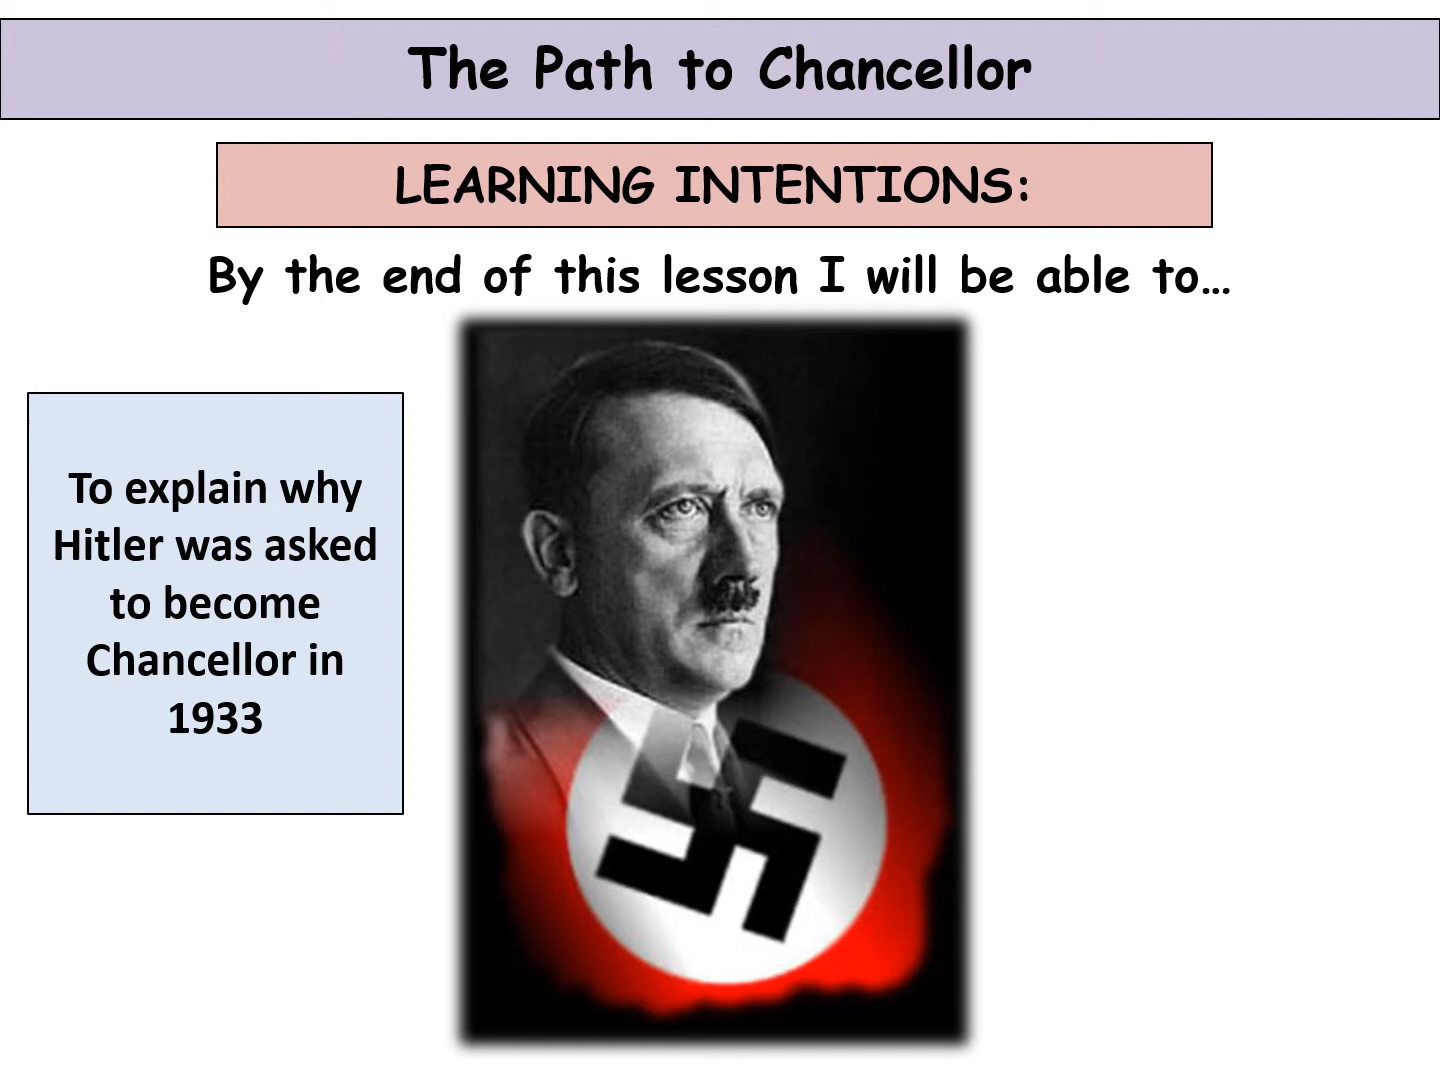 The Path to Chancellor
LEARNING INTENTIONS:
By the end of this lesson I will be able to…
To explain why
Hitler was asked
to become
Chancellor in
1933